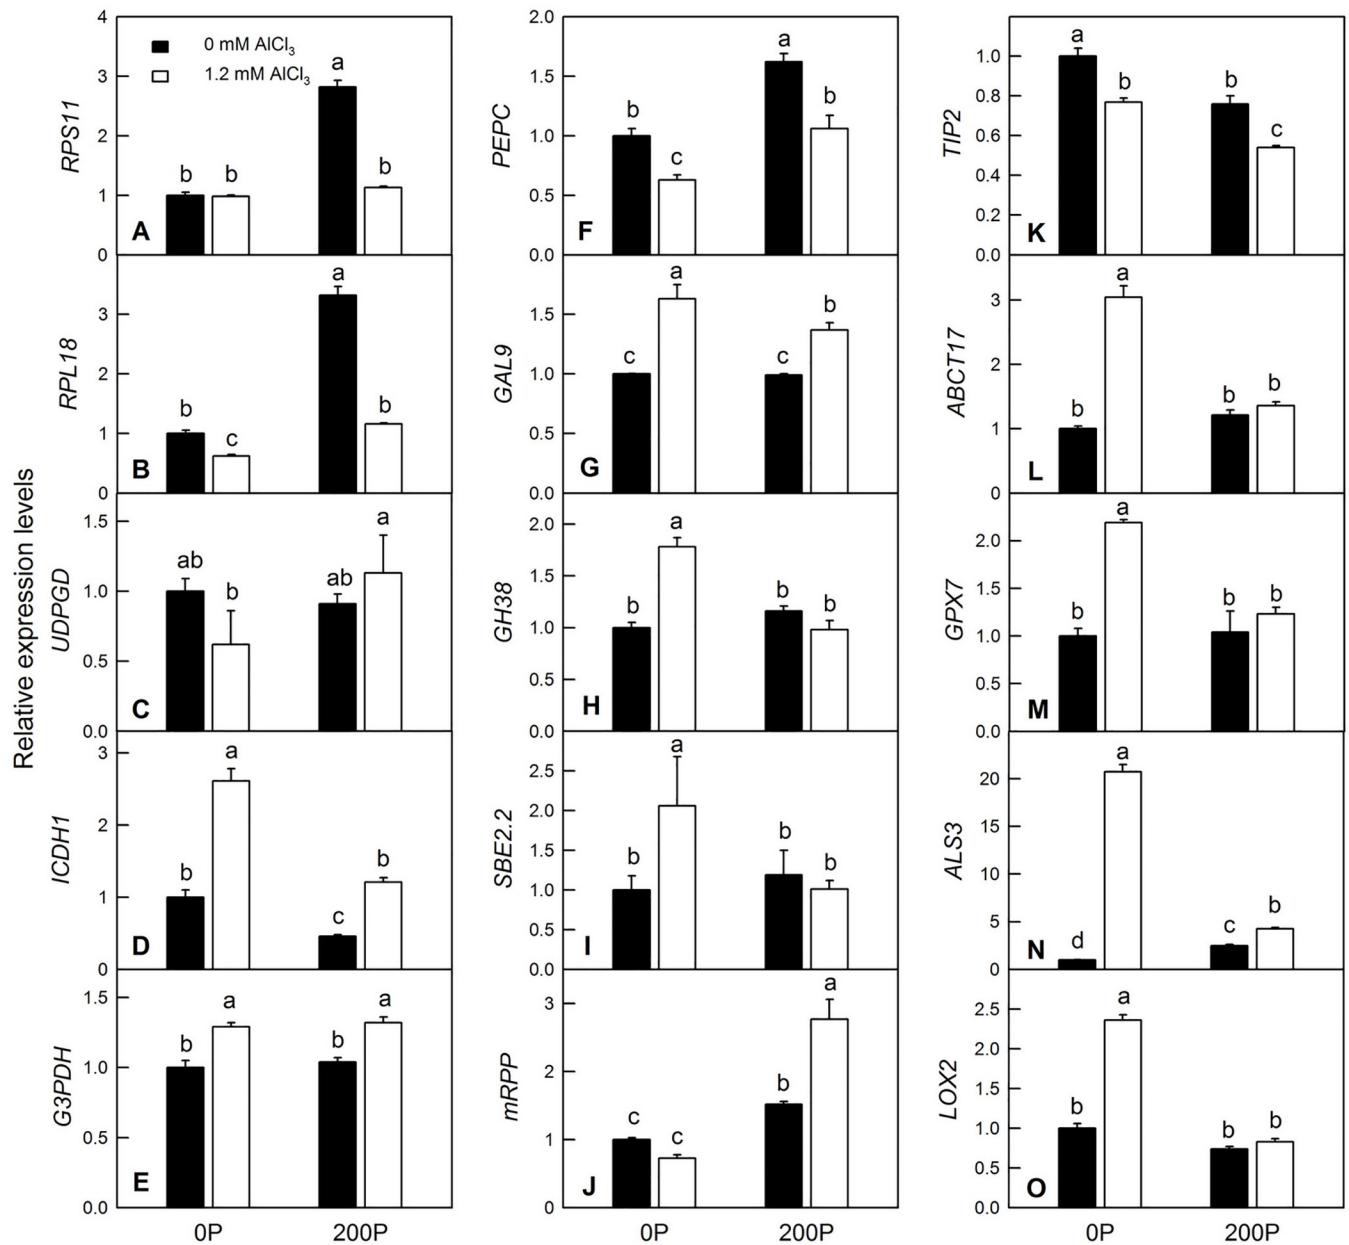 Relative expression levels
RPS11
4
3
2
1
0
0 mM AlCl3
1.2 mM AlCl3
b
b
a
b
A
RPL18
3
2
1
0
b
c
a
b
B
UDPGD
1.5
1.0
0.5
0.0
ab
b
ab
a
C
ICDH1
3
2
1
0
b
a
c
b
D
G3PDH
1.5
1.0
0.5
0.0
b
a
b
a
E
0P
200P
PEPC
2.0
1.5
1.0
0.5
0.0
b
c
a
b
F
GAL9
1.5
1.0
0.5
0.0
c
a
c
b
G
GH38
2.0
1.5
1.0
0.5
0.0
b
a
b
b
H
SBE2.2
2.5
2.0
1.5
1.0
0.5
0.0
b
a
b
b
I
mRPP
3
2
1
0
c
c
b
a
J
0P
200P
TIP2
1.0
0.8
0.6
0.4
0.2
0.0
a
b
b
c
K
ABCT17
3
2
1
0
b
a
b
b
L
GPX7
2.0
1.5
1.0
0.5
0.0
b
a
b
b
M
ALS3
20
15
10
5
0
d
a
c
b
N
LOX2
2.5
2.0
1.5
1.0
0.5
0.0
b
a
b
b
O
0P
200P